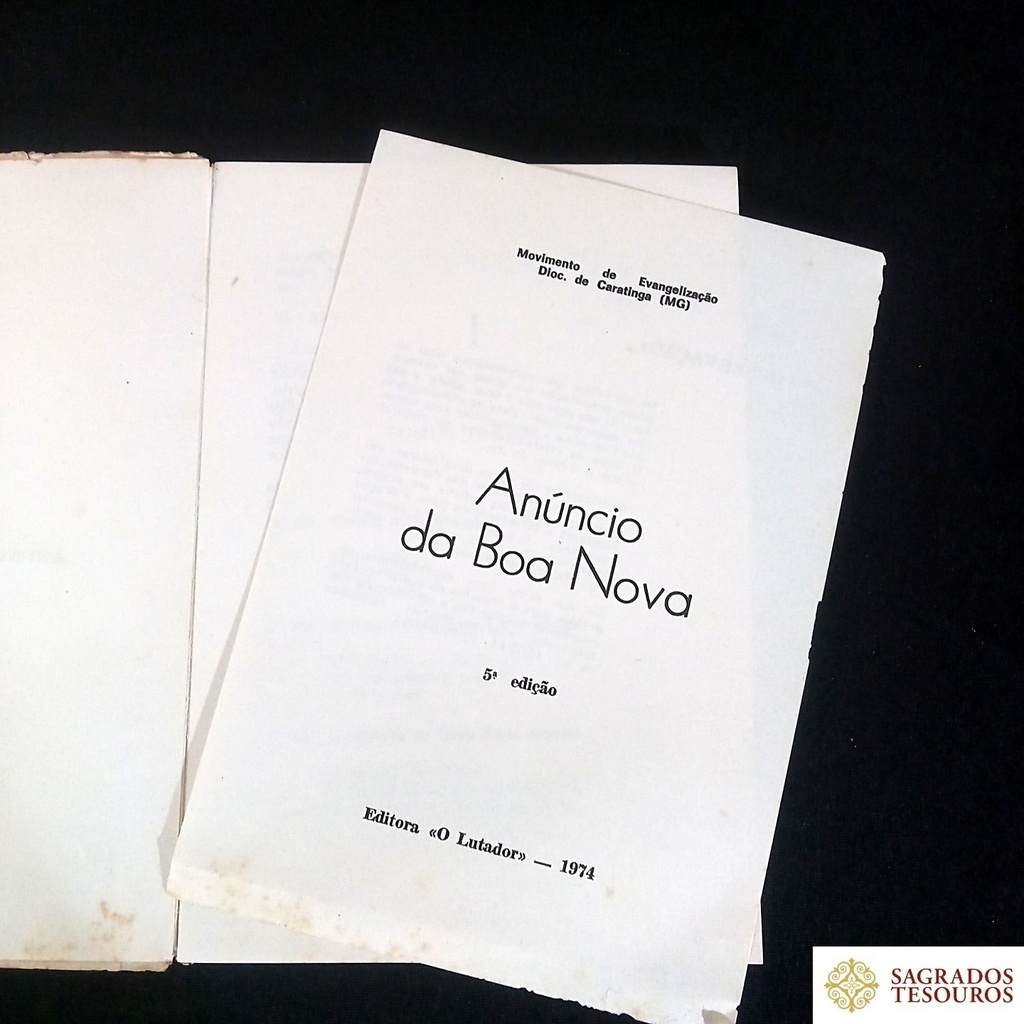 Movimento de Evangelização
Dioc. de Caratinga (MG)
Anúncio
da Boa Nova
5ª edição
Editora «O Lutador» — 1974
SAGRADOS
TESOUROS